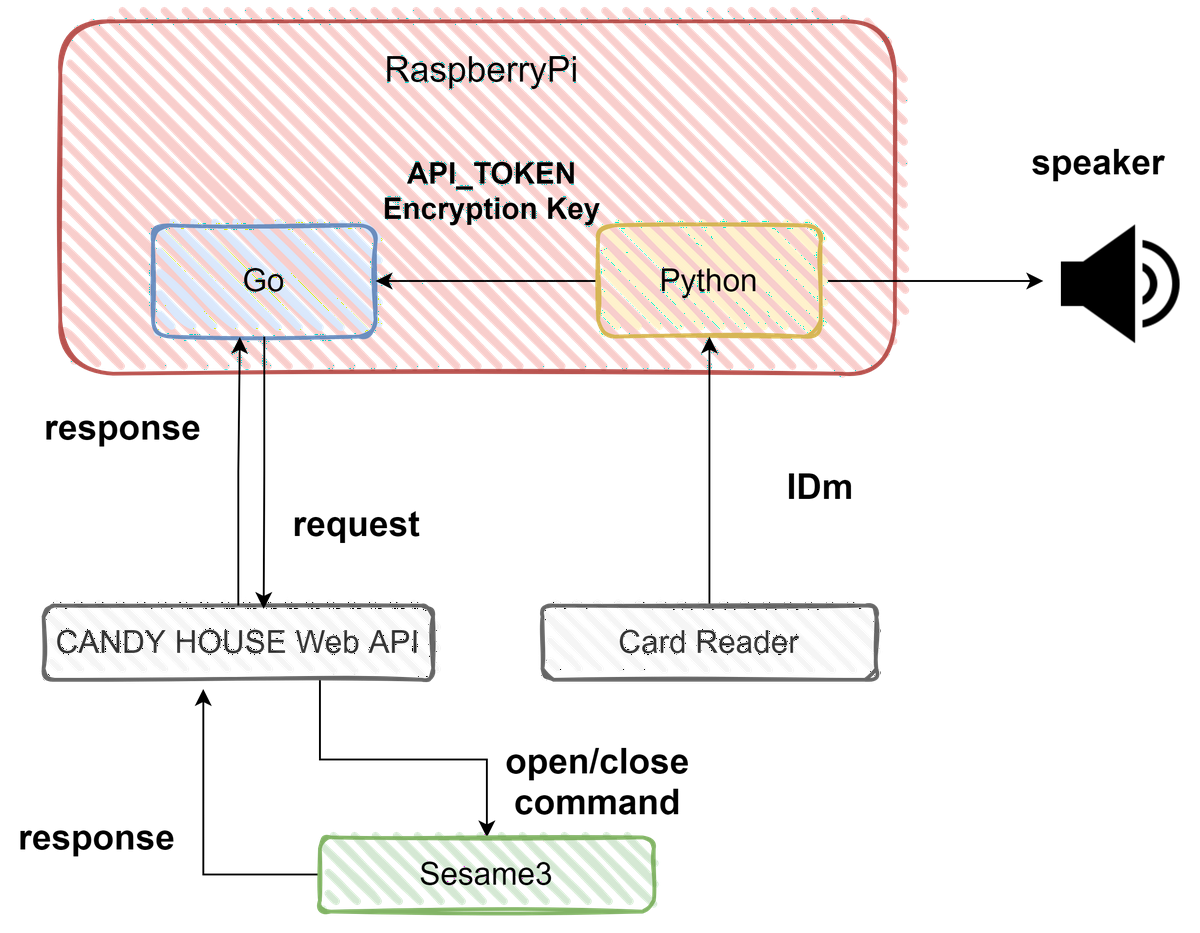 RaspberryPi
API_TOKEN
Encryption Key
speaker
Go
Python
response
IDm
request
CANDY HOUSE Web API
Card Reader
open/close
command
response
Sesame3